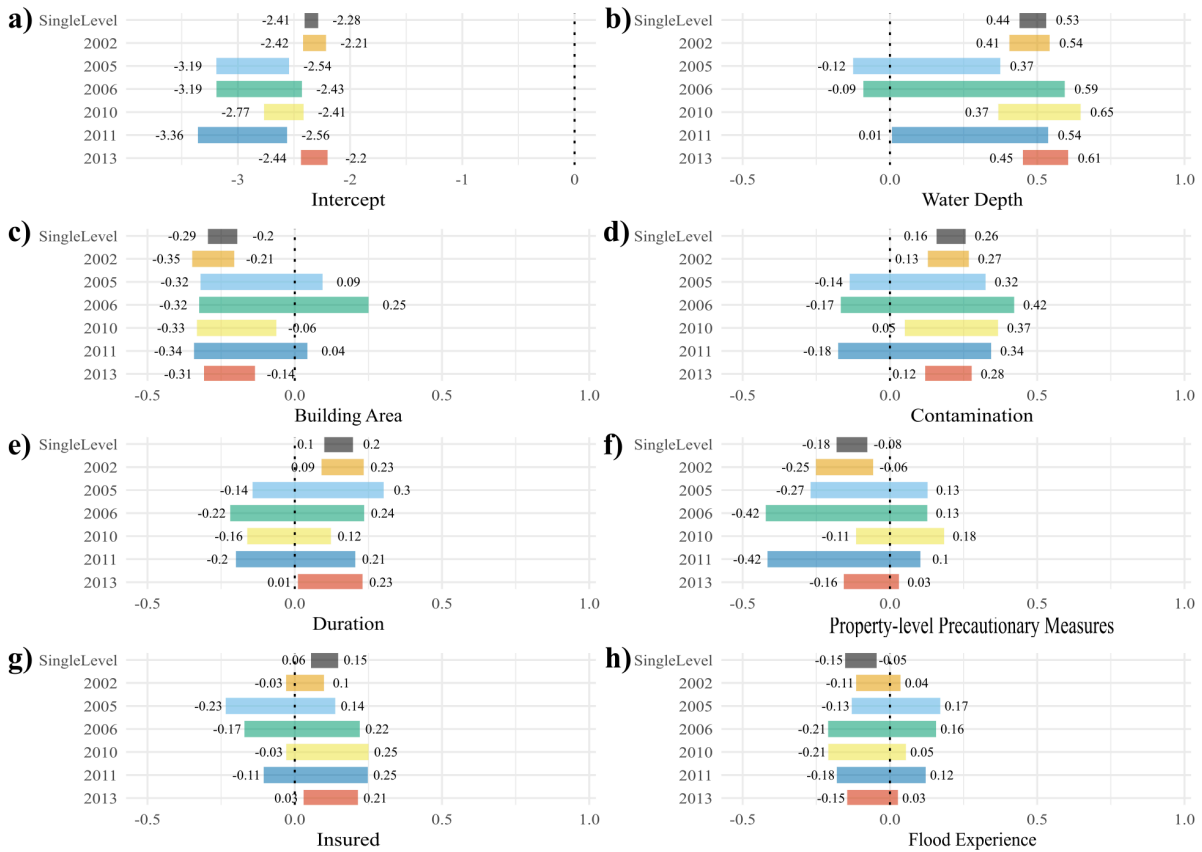 a)
SingleLevel -2.41 -2.28
2002 -2.42 -2.21
2005 -3.19 -2.54
2006 -3.19 -2.43
2010 -2.77 -2.41
2011 -3.36 -2.56
2013 -2.44 -2.2
-3 -2 -1 0
Intercept
b)
SingleLevel 0.44 0.53
2002 0.41 0.54
2005 -0.12 0.37
2006 -0.09 0.59
2010 0.37 0.65
2011 0.01 0.54
2013 0.45 0.61
-0.5 0.0 0.5 1.0
Water Depth
c)
SingleLevel -0.29 -0.2
2002 -0.35 -0.21
2005 -0.32 0.09
2006 -0.32 0.25
2010 -0.33 -0.06
2011 -0.34 0.04
2013 -0.31 -0.14
-0.5 0.0 0.5 1.0
Building Area
d)
SingleLevel 0.16 0.26
2002 0.13 0.27
2005 -0.14 0.32
2006 -0.17 0.42
2010 0.05 0.37
2011 -0.18 0.34
2013 0.12 0.28
-0.5 0.0 0.5 1.0
Contamination
e)
SingleLevel 0.1 0.2
2002 0.09 0.23
2005 -0.14 0.3
2006 -0.22 0.24
2010 -0.16 0.12
2011 -0.2 0.21
2013 0.01 0.23
-0.5 0.0 0.5 1.0
Duration
f)
SingleLevel -0.18 -0.08
2002 -0.25 -0.06
2005 -0.27 0.13
2006 -0.42 0.13
2010 -0.11 0.18
2011 -0.42 0.1
2013 -0.16 0.03
-0.5 0.0 0.5 1.0
Property-level Precautionary Measures
g)
SingleLevel 0.06 0.15
2002 -0.03 0.1
2005 -0.23 0.14
2006 -0.17 0.22
2010 -0.03 0.25
2011 -0.11 0.25
2013 0.03 0.21
-0.5 0.0 0.5 1.0
Insured
h)
SingleLevel -0.15 -0.05
2002 -0.11 0.04
2005 -0.13 0.17
2006 -0.21 0.16
2010 -0.21 0.05
2011 -0.18 0.12
2013 -0.15 0.03
-0.5 0.0 0.5 1.0
Flood Experience